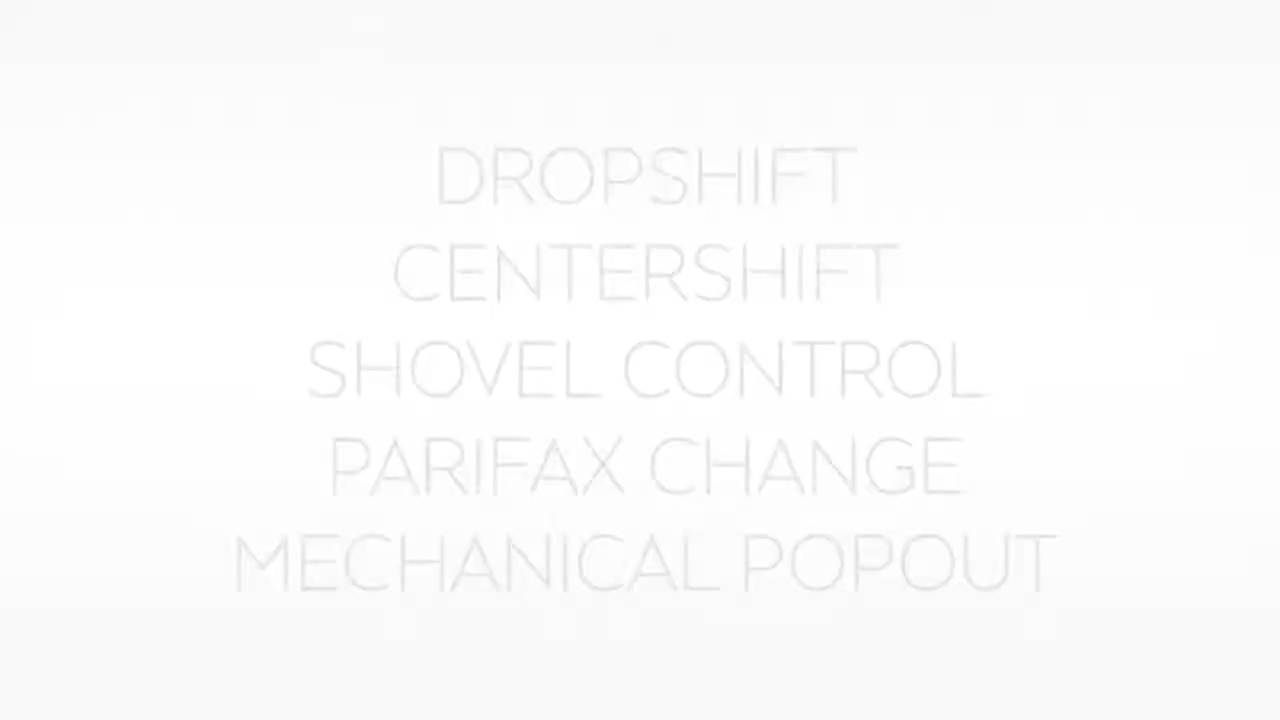 DROPSHIFT
CENTERSHIFT
SHOVEL CONTROL
PARIFAX CHANGE
MECHANICAL POPOUT